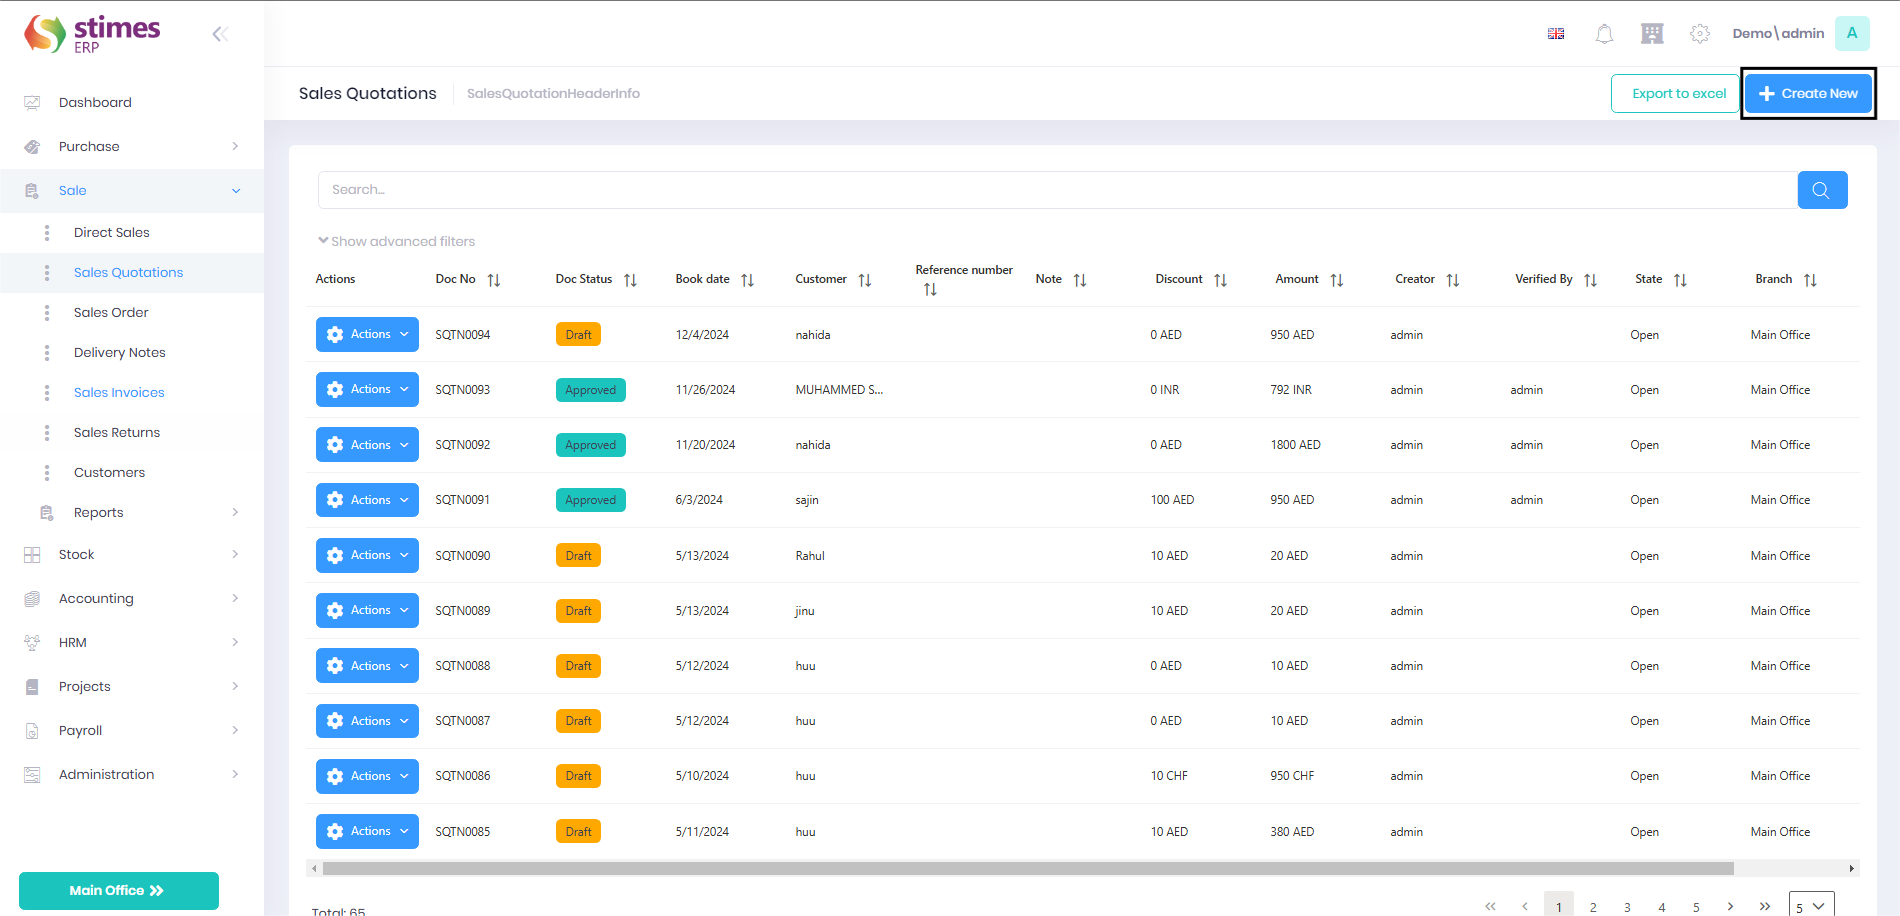 stimes
ERP
Demo\admin
A
Sales Quotations
SalesQuotationHeaderInfo
Export to excel
Create New
Dashboard
Purchase
Sale
Direct Sales
Sales Quotations
Sales Order
Delivery Notes
Sales Invoices
Sales Returns
Customers
Reports
Stock
Accounting
HRM
Projects
Payroll
Administration
Main Office
Search...
Show advanced filters
Actions Doc No Doc Status Book date Customer Reference number Note Discount Amount Creator Verified By State Branch
Actions SQTN0094 Draft 12/4/2024 nahida 0 AED 950 AED admin Open Main Office
Actions SQTN0093 Approved 11/26/2024 MUHAMMED S... 0 INR 792 INR admin admin Open Main Office
Actions SQTN0092 Approved 11/20/2024 nahida 0 AED 1800 AED admin admin Open Main Office
Actions SQTN0091 Approved 6/3/2024 sajin 100 AED 950 AED admin admin Open Main Office
Actions SQTN0090 Draft 5/13/2024 Rahul 10 AED 20 AED admin Open Main Office
Actions SQTN0089 Draft 5/13/2024 jinu 10 AED 20 AED admin Open Main Office
Actions SQTN0088 Draft 5/12/2024 huu 0 AED 10 AED admin Open Main Office
Actions SQTN0087 Draft 5/12/2024 huu 0 AED 10 AED admin Open Main Office
Actions SQTN0086 Draft 5/10/2024 huu 10 CHF 950 CHF admin Open Main Office
Actions SQTN0085 Draft 5/11/2024 huu 10 AED 380 AED admin Open Main Office
Total: 65
1 2 3 4 5 5